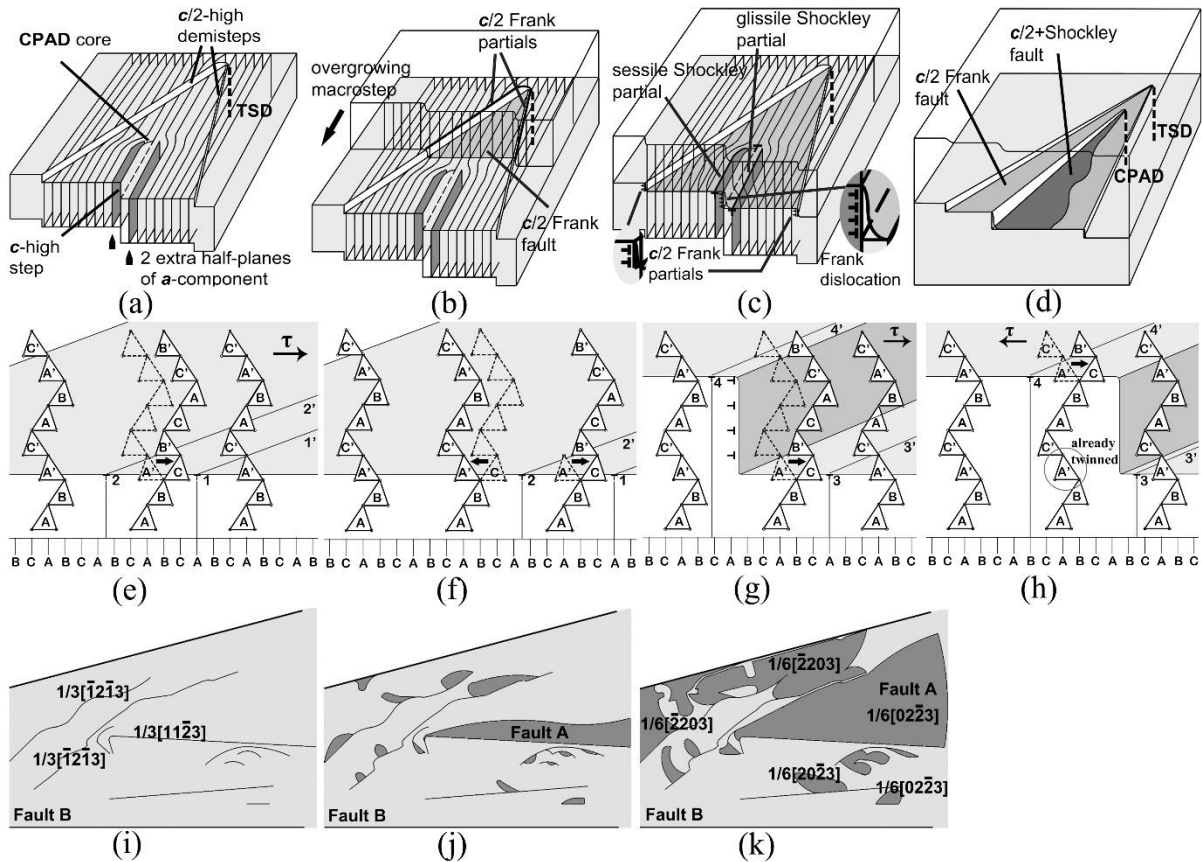 c/2-high
demisteps
CPAD core
TSD
c-high
step
2 extra half-planes
of a-component
(a)
c/2 Frank
partials
overgrowing
macrostep
c/2 Frank
fault
(b)
glissile Shockley
partial
sessile Shockley
partial
c/2 Frank
partials
Frank
dislocation
(c)
c/2+Shockley
fault
c/2 Frank
fault
TSD
CPAD
(d)
C' B' C' τ
A' C A'
B A B
A B A 2'
C' B' C' 1'
A' A' C A'
B 2 B 1 B
A A A
B C A B C A B C A B C A B C A B
(e)
C' C' B'
A' A' C
B B A
A A B
C' C' B' 2'
A' A' C A' C 1'
B B 2 B 1
A A A
B C A B C A B C A B C A B C A B
(f)
C' 4' B' C' τ
A' 4 C A'
B A B
A B A
C' B' C' 3'
A' A' C A'
B B 3 B
A A A
C A B C A B C A B C A B C A B C
(g)
τ
C' C' B' 4' C'
A' 4 A' C A'
B B B
A A A
C' C' already C'
A' A' twinned A' 3'
B B 3 B
A A A
C A B C A B C A B C A B C A B C
(h)
1/3[1̄21̄3]
1/3[112̄3]
1/3[1̄21̄3]
Fault B
(i)
Fault A
Fault B
(j)
1/6[2̄203]
Fault A
1/6[022̄3]
1/6[2̄203]
1/6[202̄3]
1/6[022̄3]
Fault B
(k)